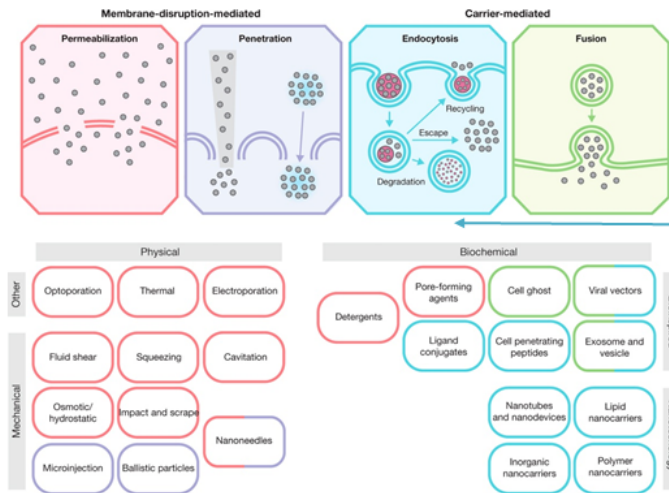 Membrane-disruption-mediated
Carrier-mediated
Permeabilization
Penetration
Endocytosis
Fusion
Recycling
Escape
Degradation
Physical
Biochemical
Other
Optoporation
Thermal
Electroporation
Mechanical
Fluid shear
Squeezing
Cavitation
Osmotic/
hydrostatic
Impact and scrape
Nanoneedles
Microinjection
Ballistic particles
Detergents
Pore-forming
agents
Cell ghost
Viral vectors
Ligand
conjugates
Cell penetrating
peptides
Exosome and
vesicle
Nanotubes
and nanodevices
Lipid
nanocarriers
Inorganic
nanocarriers
Polymer
nanocarriers